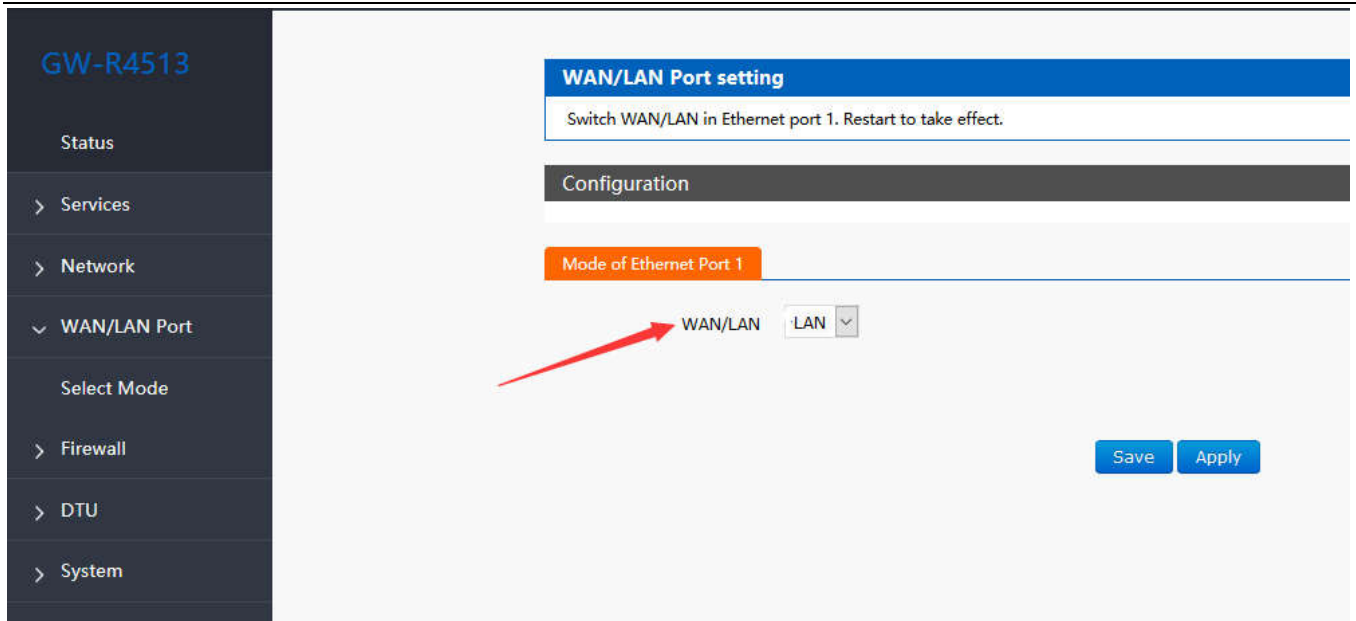 GW-R4513
Status
Services
Network
WAN/LAN Port
Select Mode
Firewall
DTU
System
WAN/LAN Port setting
Switch WAN/LAN in Ethernet port 1. Restart to take effect.
Configuration
Mode of Ethernet Port 1
WAN/LAN LAN
Save Apply